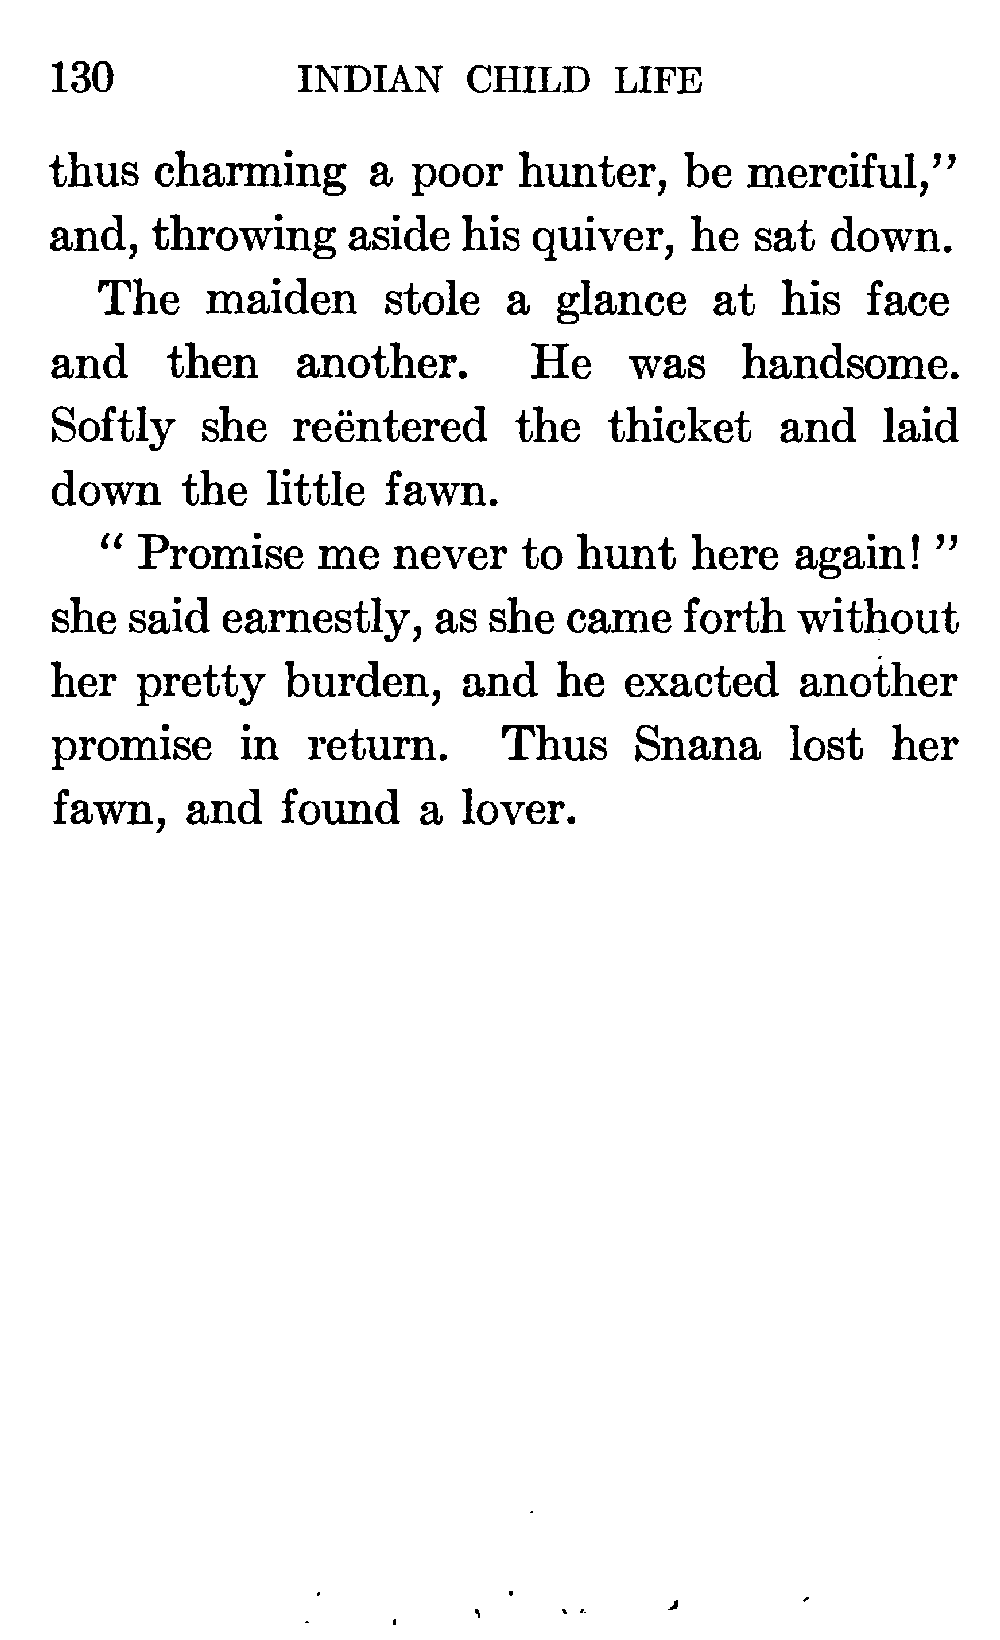 130 INDIAN CHILD LIFE
thus charming a poor hunter, be merciful,”
and, throwing aside his quiver, he sat down.
The maiden stole a glance at his face
and then another. He was handsome.
Softly she reëntered the thicket and laid
down the little fawn.
“ Promise me never to hunt here again! ”
she said earnestly, as she came forth without
her pretty burden, and he exacted another
promise in return. Thus Snana lost her
fawn, and found a lover.